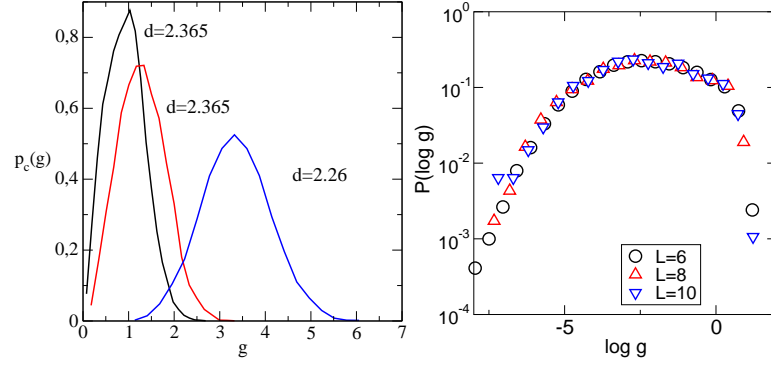 d=2.365
d=2.365
d=2.26
p_c(g)
0.8
0.6
0.4
0.2
0
0 1 2 3 4 5 6 7
g
10^0
10^-1
10^-2
10^-3
10^-4
P(log g)
L=6
L=8
L=10
-5 0
log g